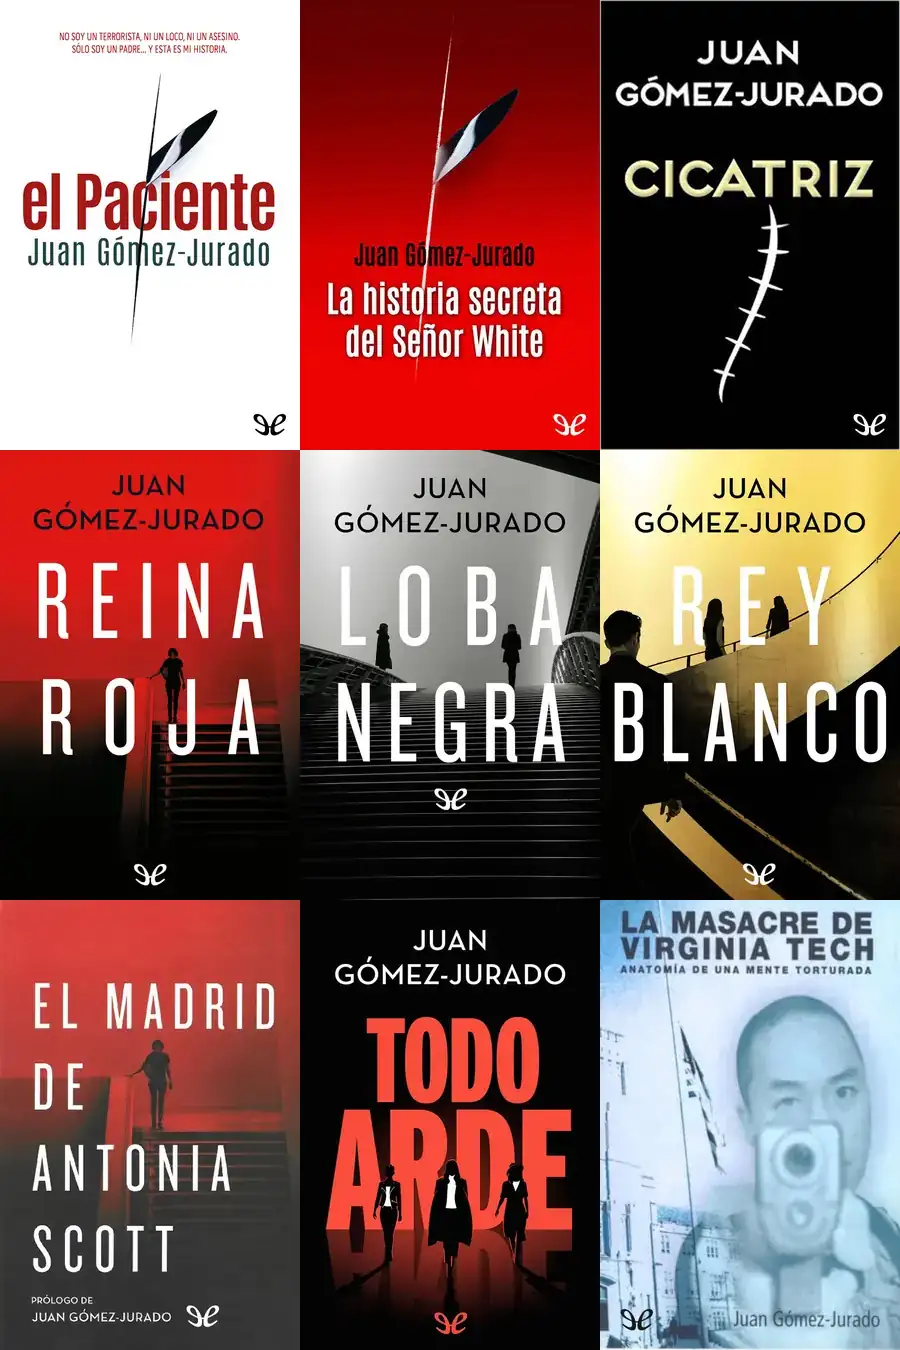 NO SOY UN TERRORISTA, NI UN LOCO, NI UN ASESINO.
SÓLO SOY UN PADRE... Y ESTA ES MI HISTORIA.
el Paciente
Juan Gómez-Jurado
Juan Gómez-Jurado
La historia secreta
del Señor White
JUAN
GÓMEZ-JURADO
CICATRIZ
JUAN
GÓMEZ-JURADO
REINA
ROJA
JUAN
GÓMEZ-JURADO
LOBA
NEGRA
JUAN
GÓMEZ-JURADO
REY
BLANCO
EL MADRID
DE
ANTONIA
SCOTT
PRÓLOGO DE
JUAN GÓMEZ-JURADO
JUAN
GÓMEZ-JURADO
TODO
ARDE
LA MASACRE DE
VIRGINIA TECH
ANATOMÍA DE UNA MENTE TORTURADA
Juan Gómez-Jurado